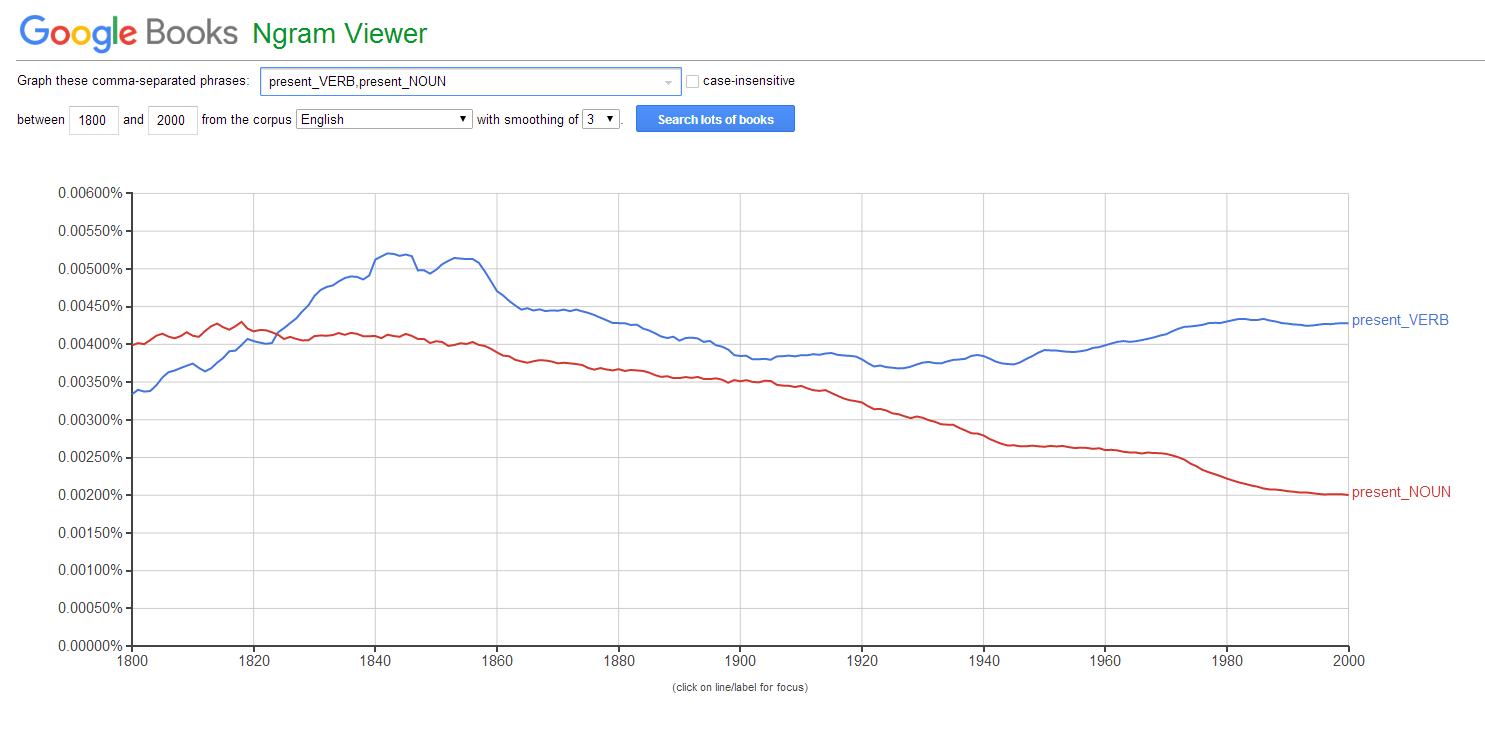 Google Books Ngram Viewer
Graph these comma-separated phrases: present_VERB,present_NOUN case-insensitive
between 1800 and 2000 from the corpus English with smoothing of 3 . Search lots of books
0.00600%
0.00550%
0.00500%
0.00450%
0.00400%
0.00350%
0.00300%
0.00250%
0.00200%
0.00150%
0.00100%
0.00050%
0.00000%
present_VERB
present_NOUN
1800 1820 1840 1860 1880 1900 1920 1940 1960 1980 2000
(click on line/label for focus)